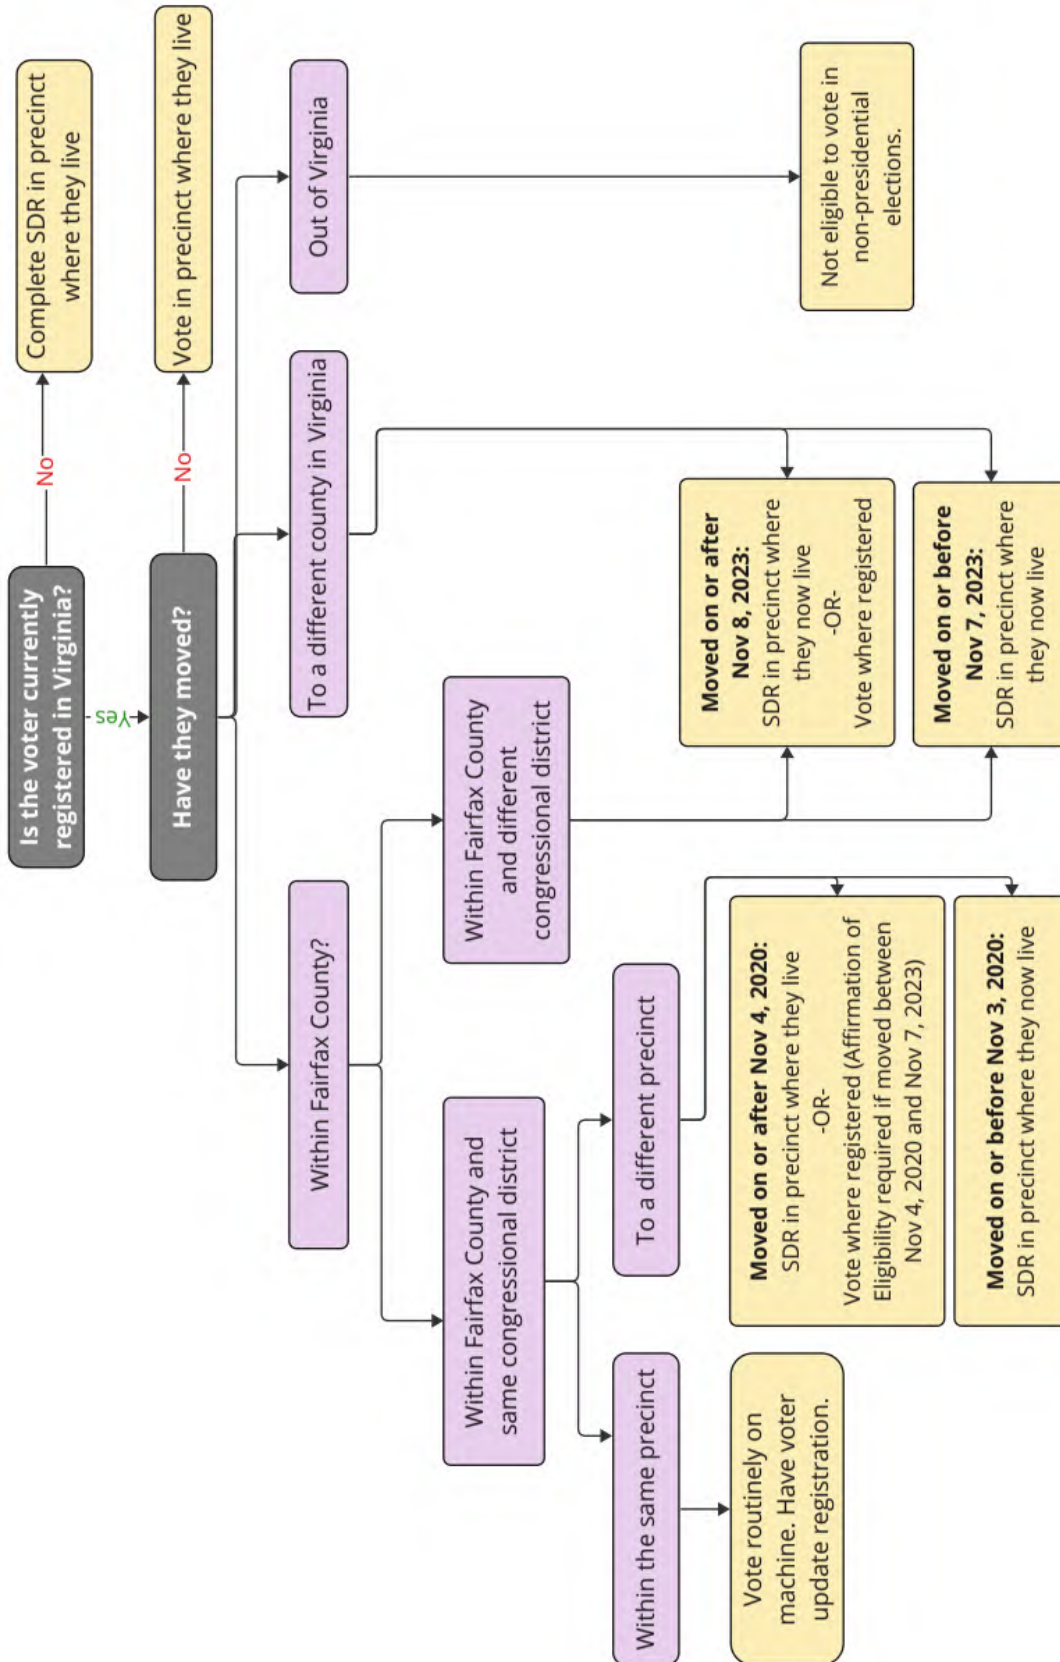 Is the voter currently
registered in Virginia?
No
Complete SDR in precinct
where they live
Yes
Have they moved?
No
Vote in precinct where they live
Within Fairfax County?
To a different county in Virginia
Out of Virginia
Within Fairfax County and
same congressional district
Within Fairfax County
and different
congressional district
Within the same precinct
To a different precinct
Vote routinely on
machine. Have voter
update registration.
Moved on or after Nov 4, 2020:
SDR in precinct where they live
-OR-
Vote where registered (Affirmation of
Eligibility required if moved between
Nov 4, 2020 and Nov 7, 2023)
Moved on or before Nov 3, 2020:
SDR in precinct where they now live
Moved on or after
Nov 8, 2023:
SDR in precinct where
they now live
-OR-
Vote where registered
Moved on or before
Nov 7, 2023:
SDR in precinct where
they now live
Not eligible to vote in
non-presidential
elections.